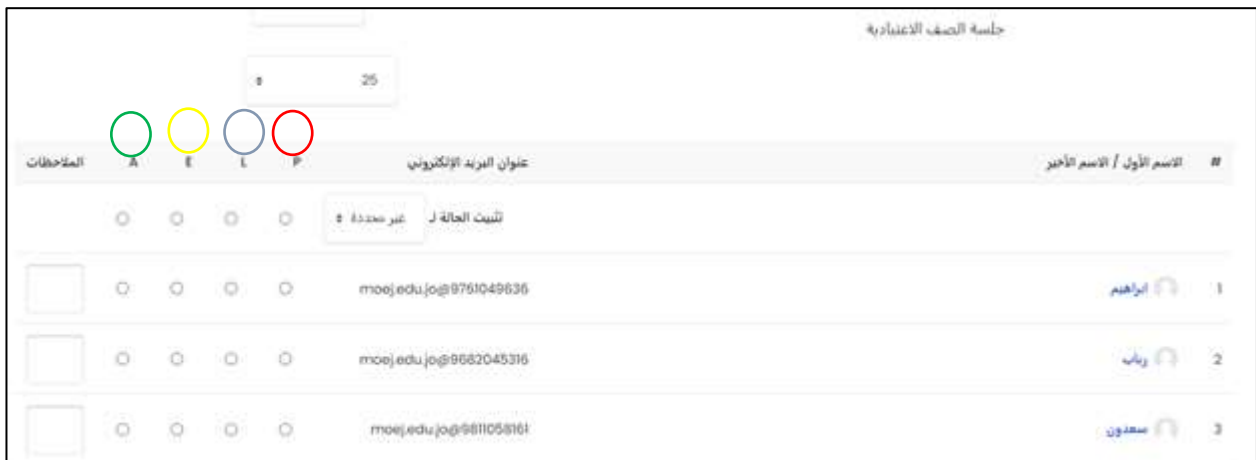 جلسة الصف الاعتيادية
25
# الاسم الأول / الاسم الأخير عنوان البريد الإلكتروني P L E A الملاحظات
تثبيت الحالة لـ غير محددة
1 ابراهيم moej.edu.jo@9761049636
2 رباب moej.edu.jo@9682045316
3 سعدون moej.edu.jo@9811058161